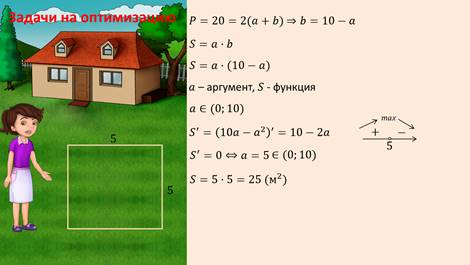 Задачи на оптимизацию
P = 20 = 2(a + b) ⇒ b = 10 − a
S = a · b
S = a · (10 − a)
a – аргумент, S - функция
a ∈ (0; 10)
S′ = (10a − a²)′ = 10 − 2a
S′ = 0 ⇔ a = 5 ∈ (0; 10)
S = 5 · 5 = 25 (м²)
max
+ −
5
5
5